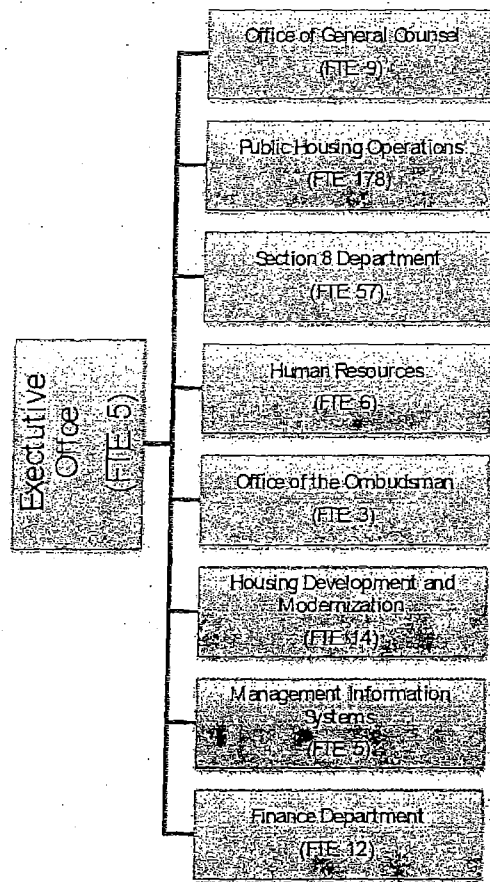 Exectutive
Office
(FTE 5)
Office of General Counsel
(FTE 9)
Public Housing Operations
(FTE 178)
Section 8 Department
(FTE 57)
Human Resources
(FTE 6)
Office of the Ombudsman
(FTE 3)
Housing Development and
Modernization
(FTE 14)
Management Information
Systems
(FTE 5)
Finance Department
(FTE 12)